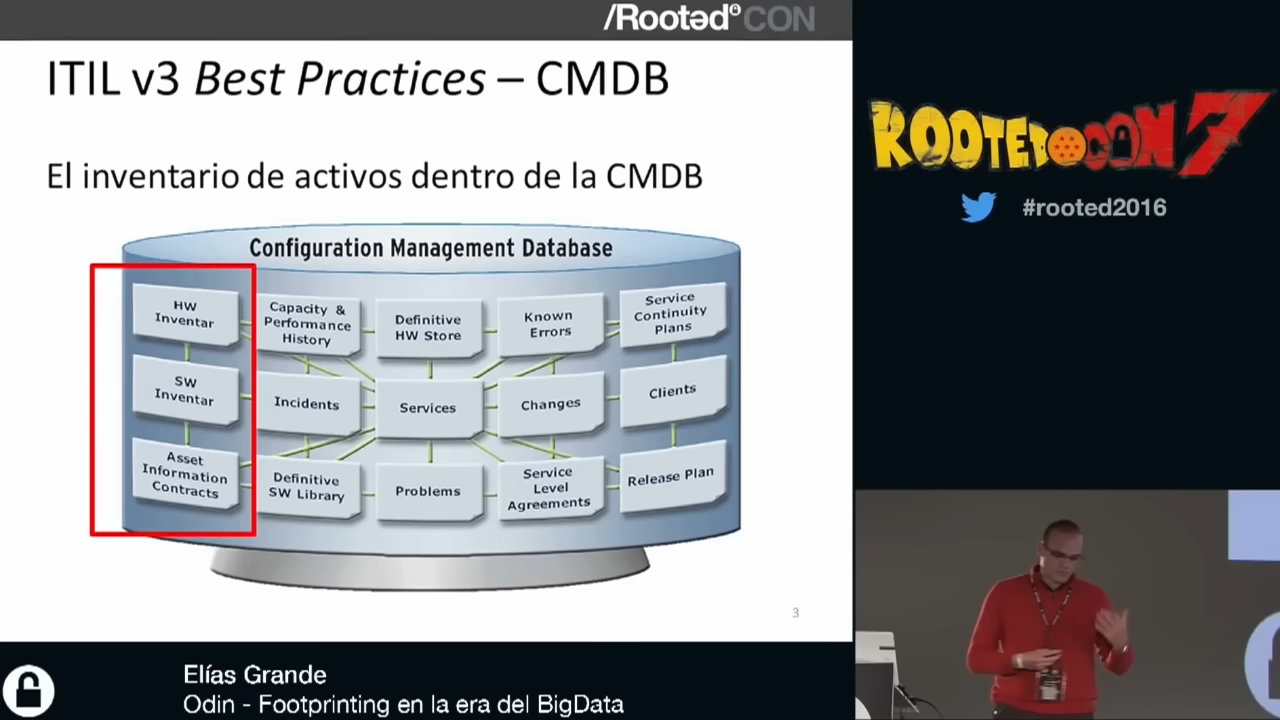 /Rooted CON
ITIL v3 Best Practices – CMDB
El inventario de activos dentro de la CMDB
Configuration Management Database
HW
Inventar
Capacity &
Performance
History
Definitive
HW Store
Known
Errors
Service
Continuity
Plans
SW
Inventar
Incidents
Services
Changes
Clients
Asset
Information
Contracts
Definitive
SW Library
Problems
Service
Level
Agreements
Release Plan
3
ROOTED CON 7
#rooted2016
Elías Grande
Odin - Footprinting en la era del BigData